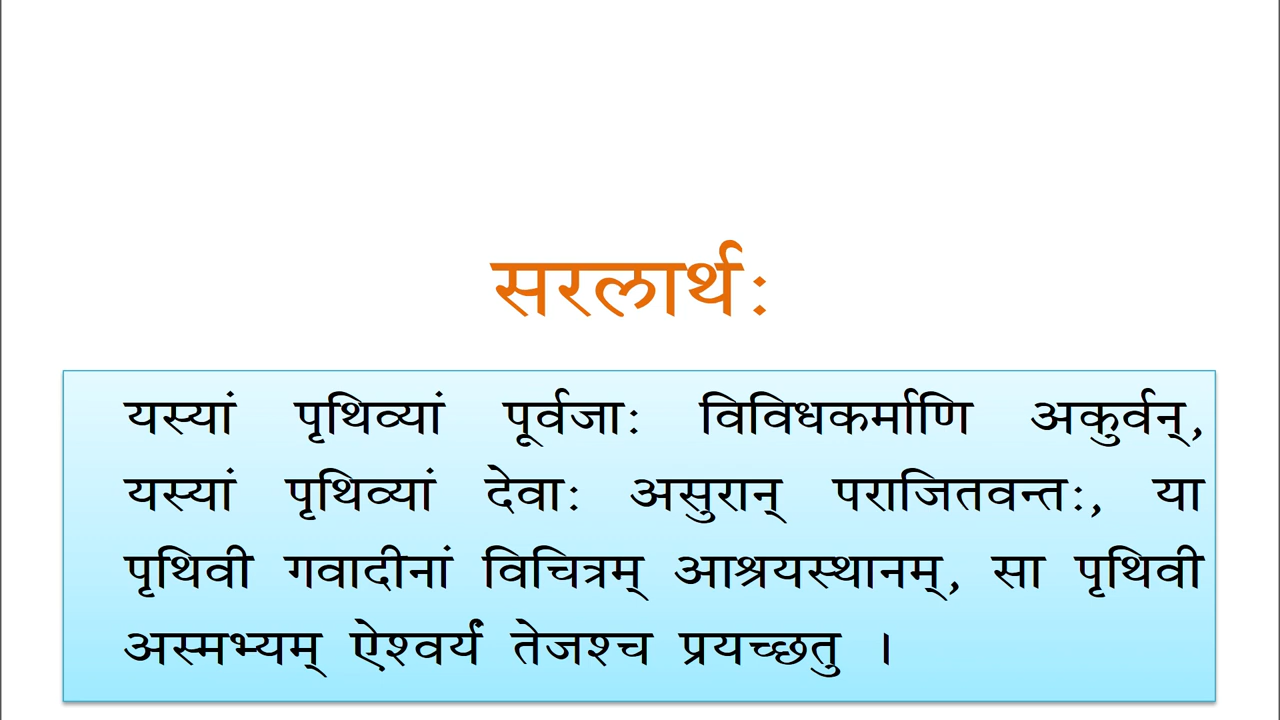 सरलार्थः
यस्यां पृथिव्यां पूर्वजाः विविधकर्माणि अकुर्वन्,
यस्यां पृथिव्यां देवाः असुरान् पराजितवन्तः, या
पृथिवी गवादीनां विचित्रम् आश्रयस्थानम्, सा पृथिवी
अस्मभ्यम् ऐश्वर्यं तेजश्च प्रयच्छतु ।